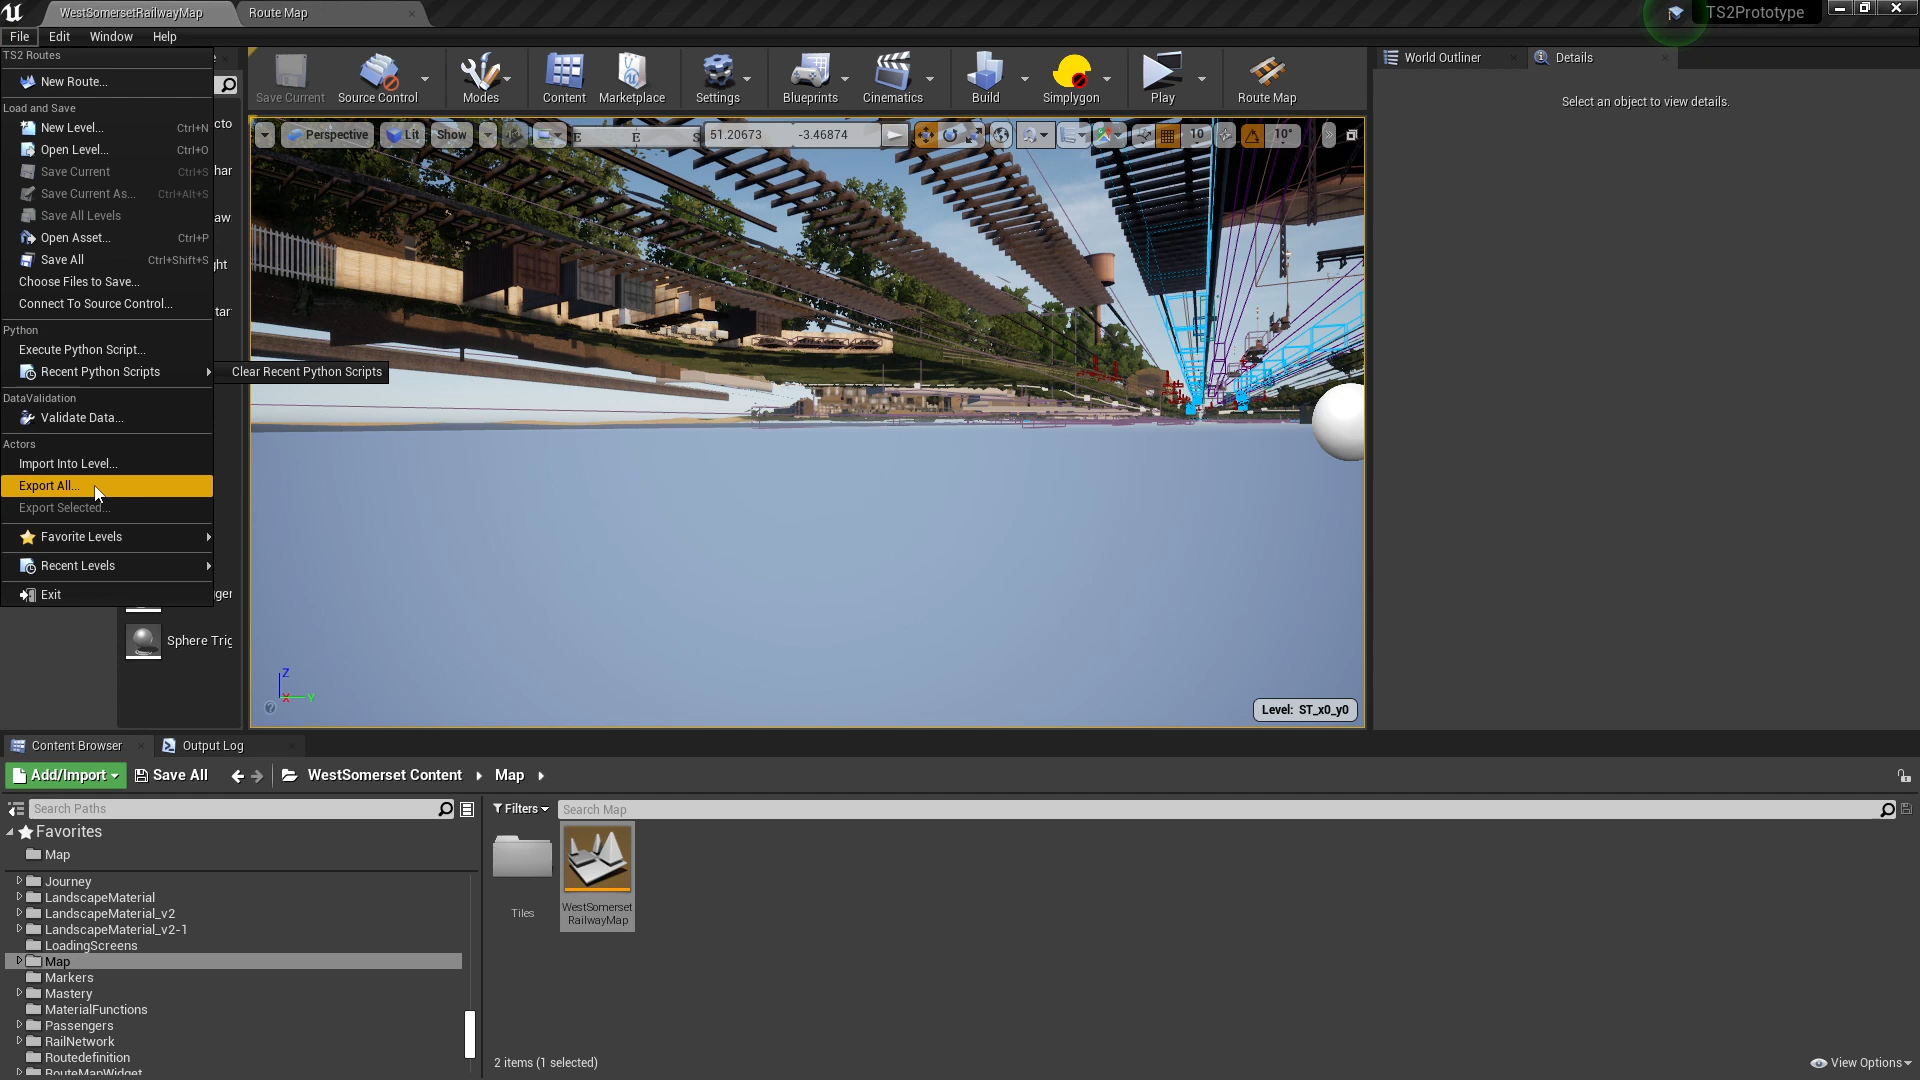 WestSomersetRailwayMap
Route Map
TS2Prototype
File
Edit
Window
Help
TS2 Routes
New Route...
Load and Save
New Level...
Ctrl+N
Open Level...
Ctrl+O
Save Current
Ctrl+S
Save Current As...
Ctrl+Alt+S
Save All Levels
Open Asset...
Ctrl+P
Save All
Ctrl+Shift+S
Choose Files to Save...
Connect To Source Control...
Python
Execute Python Script...
Recent Python Scripts
Clear Recent Python Scripts
DataValidation
Validate Data...
Actors
Import Into Level...
Export All...
Export Selected...
Favorite Levels
Recent Levels
Exit
Sphere Trig
Save Current
Source Control
Modes
Content
Marketplace
Settings
Blueprints
Cinematics
Build
Simplygon
Play
Route Map
Perspective
Lit
Show
E
E
S
51.20673
-3.46874
10
10°
Z
X
Y
Level: ST_x0_y0
World Outliner
Details
Select an object to view details.
Content Browser
Output Log
Add/Import
Save All
WestSomerset Content
Map
Search Paths
Favorites
Map
Journey
LandscapeMaterial
LandscapeMaterial_v2
LandscapeMaterial_v2-1
LoadingScreens
Map
Markers
Mastery
MaterialFunctions
Passengers
RailNetwork
Routedefinition
RouteMapWidget
Filters
Search Map
Tiles
WestSomerset
RailwayMap
2 items (1 selected)
View Options